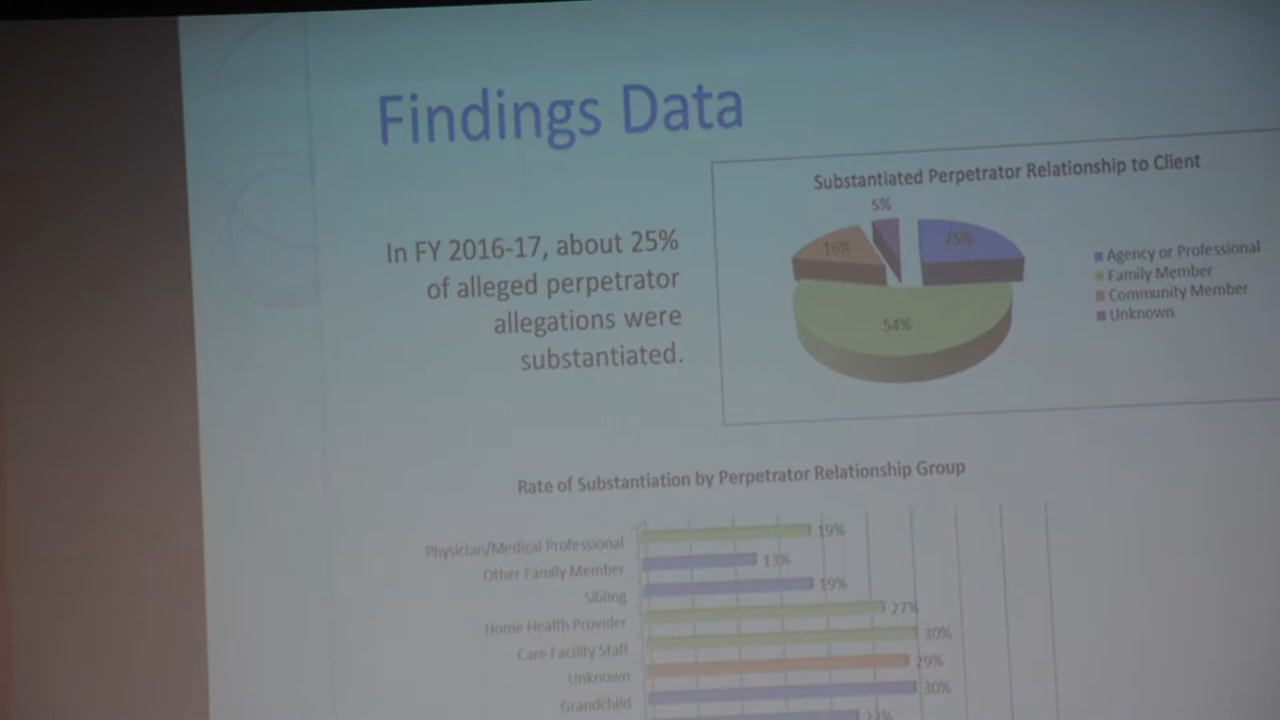 Findings Data
In FY 2016-17, about 25%
of alleged perpetrator
allegations were
substantiated.
Substantiated Perpetrator Relationship to Client
5%
16%
25%
54%
Agency or Professional
Family Member
Community Member
Unknown
Rate of Substantiation by Perpetrator Relationship Group
Physician/Medical Professional 19%
Other Family Member 13%
Sibling 19%
Home Health Provider 27%
Care Facility Staff 30%
Unknown 29%
Grandchild 30%